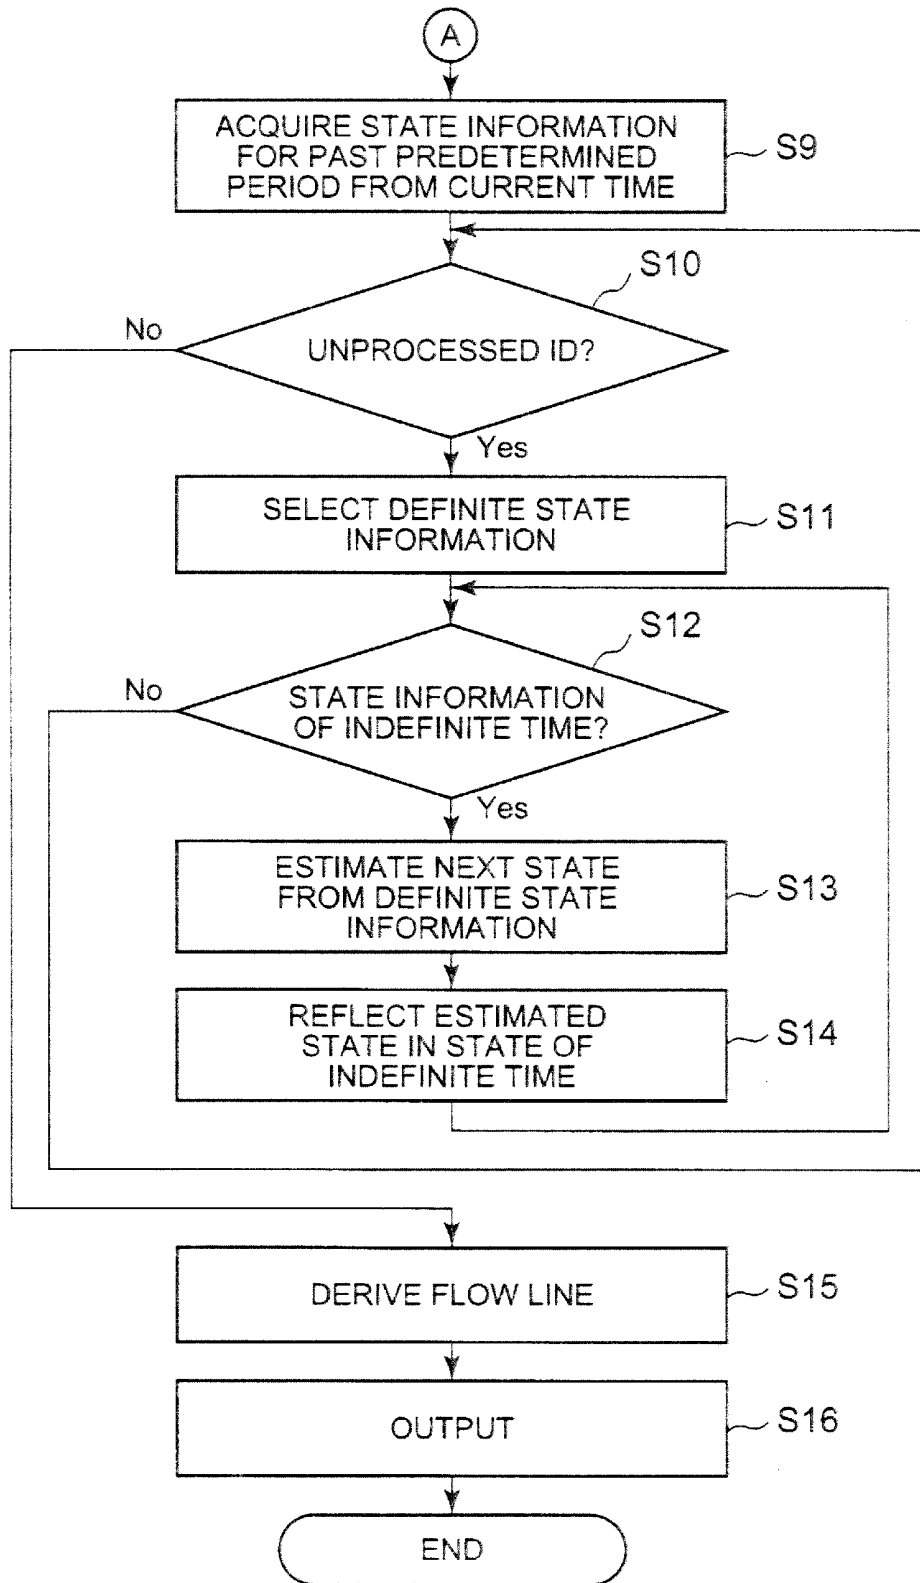 A
ACQUIRE STATE INFORMATION
FOR PAST PREDETERMINED
PERIOD FROM CURRENT TIME
S9
S10
No
UNPROCESSED ID?
Yes
SELECT DEFINITE STATE
INFORMATION
S11
S12
No
STATE INFORMATION
OF INDEFINITE TIME?
Yes
ESTIMATE NEXT STATE
FROM DEFINITE STATE
INFORMATION
S13
REFLECT ESTIMATED
STATE IN STATE OF
INDEFINITE TIME
S14
DERIVE FLOW LINE
S15
OUTPUT
S16
END